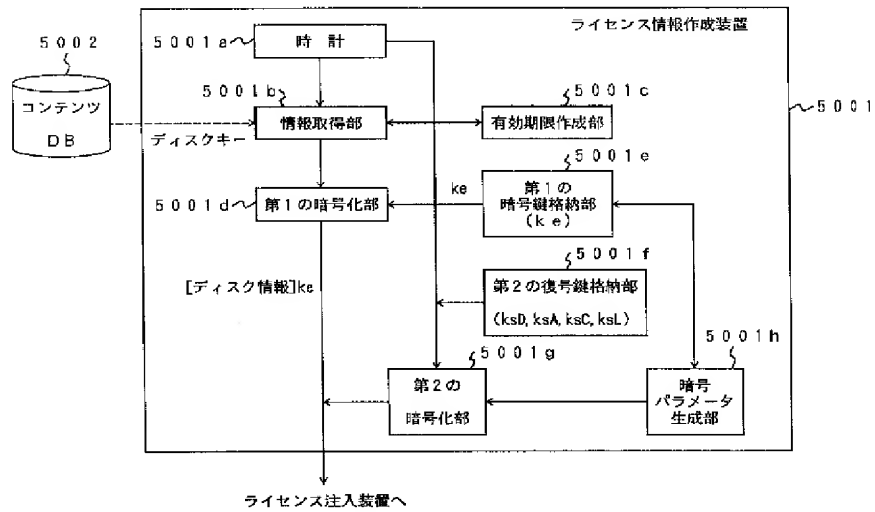 ライセンス情報作成装置
5002
5001a
時計
5001b
5001c
コンテンツ
DB
ディスクキー
情報取得部
有効期限作成部
5001
5001e
5001d
第1の暗号化部
ke
第1の
暗号鍵格納部
(ke)
5001f
[ディスク情報]ke
第2の復号鍵格納部
(ksD,ksA,ksC,ksL)
5001h
5001g
第2の
暗号化部
暗号
パラメータ
生成部
ライセンス注入装置へ